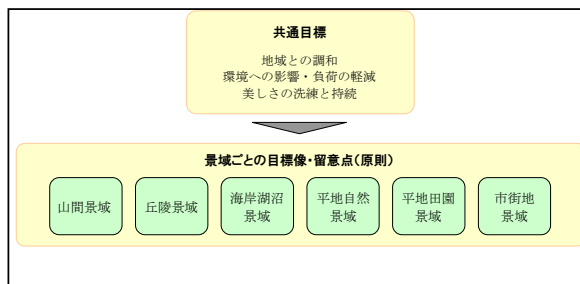 共通目標
地域との調和
環境への影響・負荷の軽減
美しさの洗練と持続
景域ごとの目標像・留意点（原則）
山間景域
丘陵景域
海岸湖沼
景域
平地自然
景域
平地田園
景域
市街地
景域